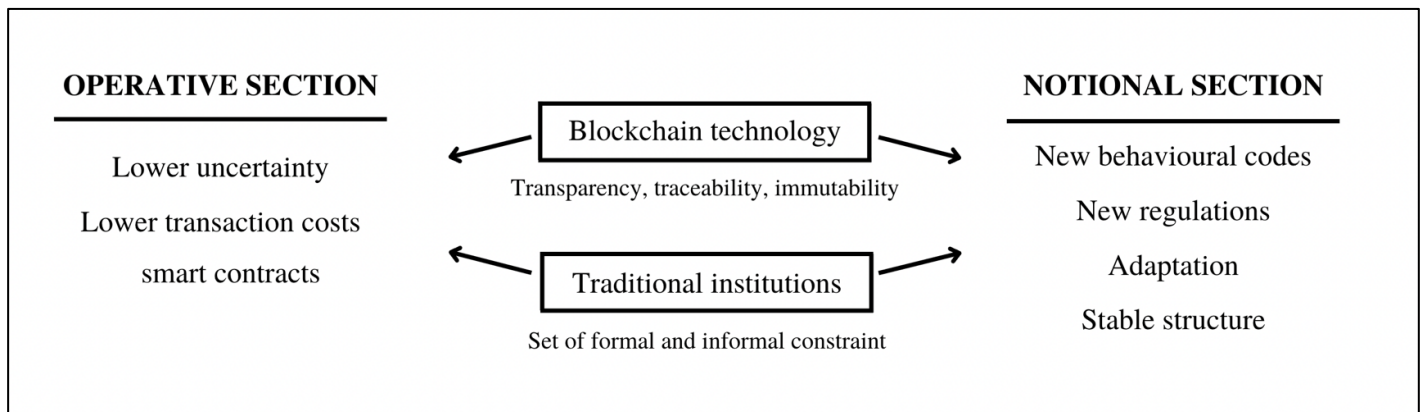 OPERATIVE SECTION
Lower uncertainty
Lower transaction costs
smart contracts
Blockchain technology
Transparency, traceability, immutability
Traditional institutions
Set of formal and informal constraint
NOTIONAL SECTION
New behavioural codes
New regulations
Adaptation
Stable structure